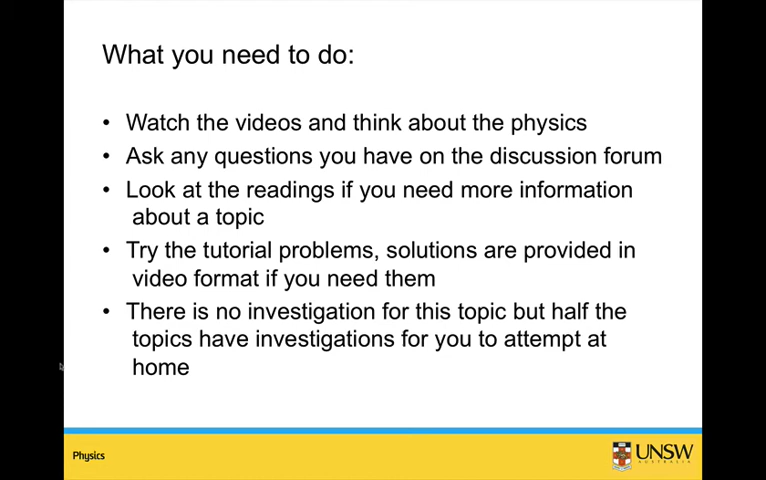 What you need to do:
• Watch the videos and think about the physics
• Ask any questions you have on the discussion forum
• Look at the readings if you need more information
about a topic
• Try the tutorial problems, solutions are provided in
video format if you need them
• There is no investigation for this topic but half the
topics have investigations for you to attempt at
home
Physics
UNSW
AUSTRALIA